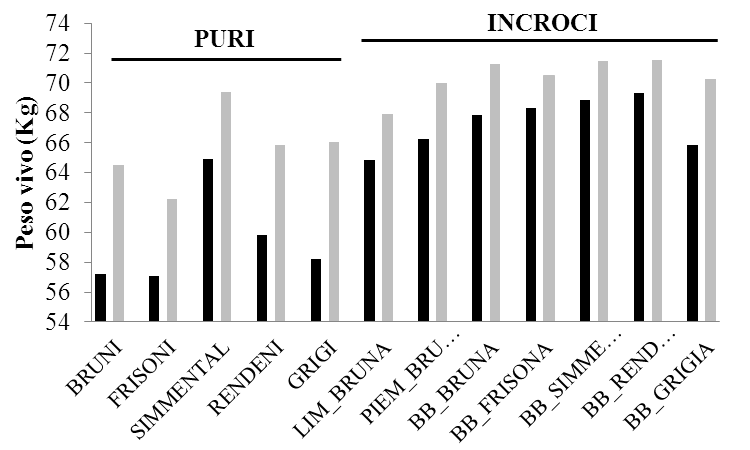 74
72
70
68
66
64
62
60
58
56
54
Peso vivo (Kg)
PURI
INCROCI
BRUNI
FRISONI
SIMMENTAL
RENDENI
GRIGI
LIM_BRUNA
PIEM_BRU…
BB_BRUNA
BB_FRISONA
BB_SIMME…
BB_REND…
BB_GRIGIA